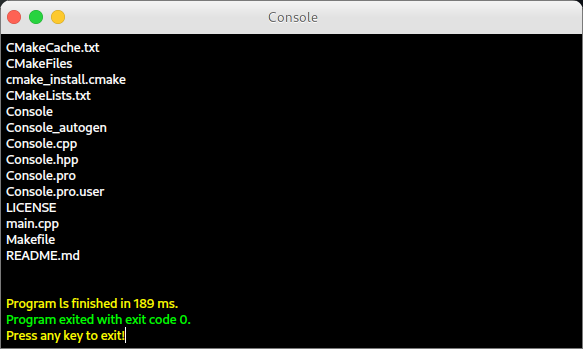 Console
CMakeCache.txt
CMakeFiles
cmake_install.cmake
CMakeLists.txt
Console
Console_autogen
Console.cpp
Console.hpp
Console.pro
Console.pro.user
LICENSE
main.cpp
Makefile
README.md
Program ls finished in 189 ms.
Program exited with exit code 0.
Press any key to exit!